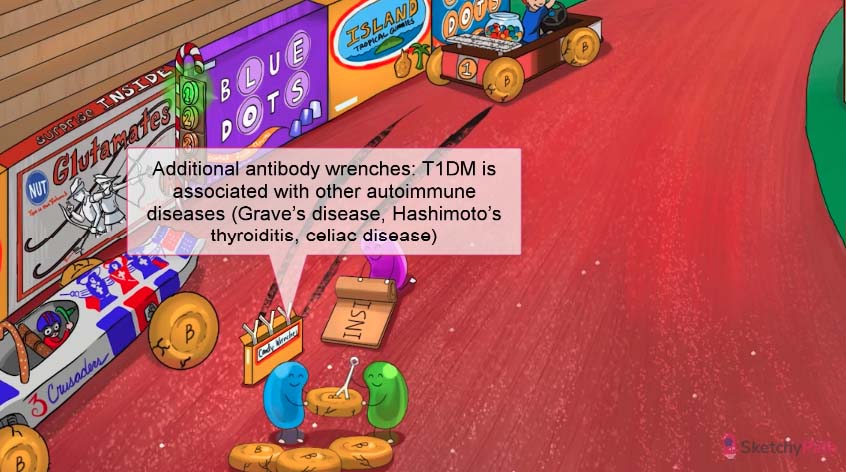 ISLAND
TROPICAL GUMMIES
DOTS
1
B
B
BLUE
DOTS
SURPRISE INSIDE
Glutamates
NUT
1
2
3
Additional antibody wrenches: T1DM is
associated with other autoimmune
diseases (Grave's disease, Hashimoto's
thyroiditis, celiac disease)
INSI
Candy Wrenches
B
3 Crusaders
B
B
B
B
B